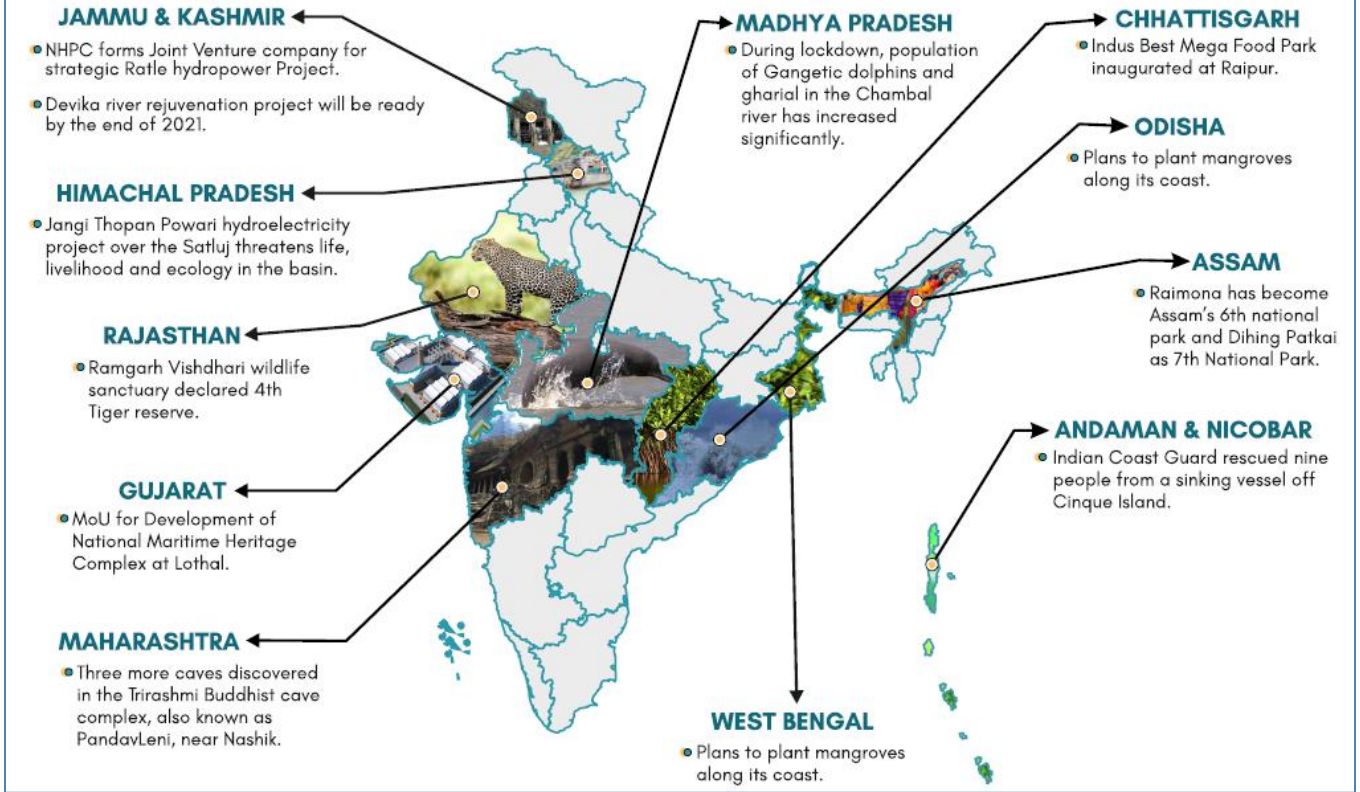 JAMMU & KASHMIR
NHPC forms Joint Venture company for
strategic Ratle hydropower Project.
Devika river rejuvenation project will be ready
by the end of 2021.
HIMACHAL PRADESH
Jangi Thopan Powari hydroelectricity
project over the Satluj threatens life,
livelihood and ecology in the basin.
RAJASTHAN
Ramgarh Vishdhari wildlife
sanctuary declared 4th
Tiger reserve.
GUJARAT
MoU for Development of
National Maritime Heritage
Complex at Lothal.
MAHARASHTRA
Three more caves discovered
in the Trirashmi Buddhist cave
complex, also known as
PandavLeni, near Nashik.
MADHYA PRADESH
During lockdown, population
of Gangetic dolphins and
gharial in the Chambal
river has increased
significantly.
CHHATTISGARH
Indus Best Mega Food Park
inaugurated at Raipur.
ODISHA
Plans to plant mangroves
along its coast.
ASSAM
Raimona has become
Assam's 6th national
park and Dihing Patkai
as 7th National Park.
ANDAMAN & NICOBAR
Indian Coast Guard rescued nine
people from a sinking vessel off
Cinque Island.
WEST BENGAL
Plans to plant mangroves
along its coast.